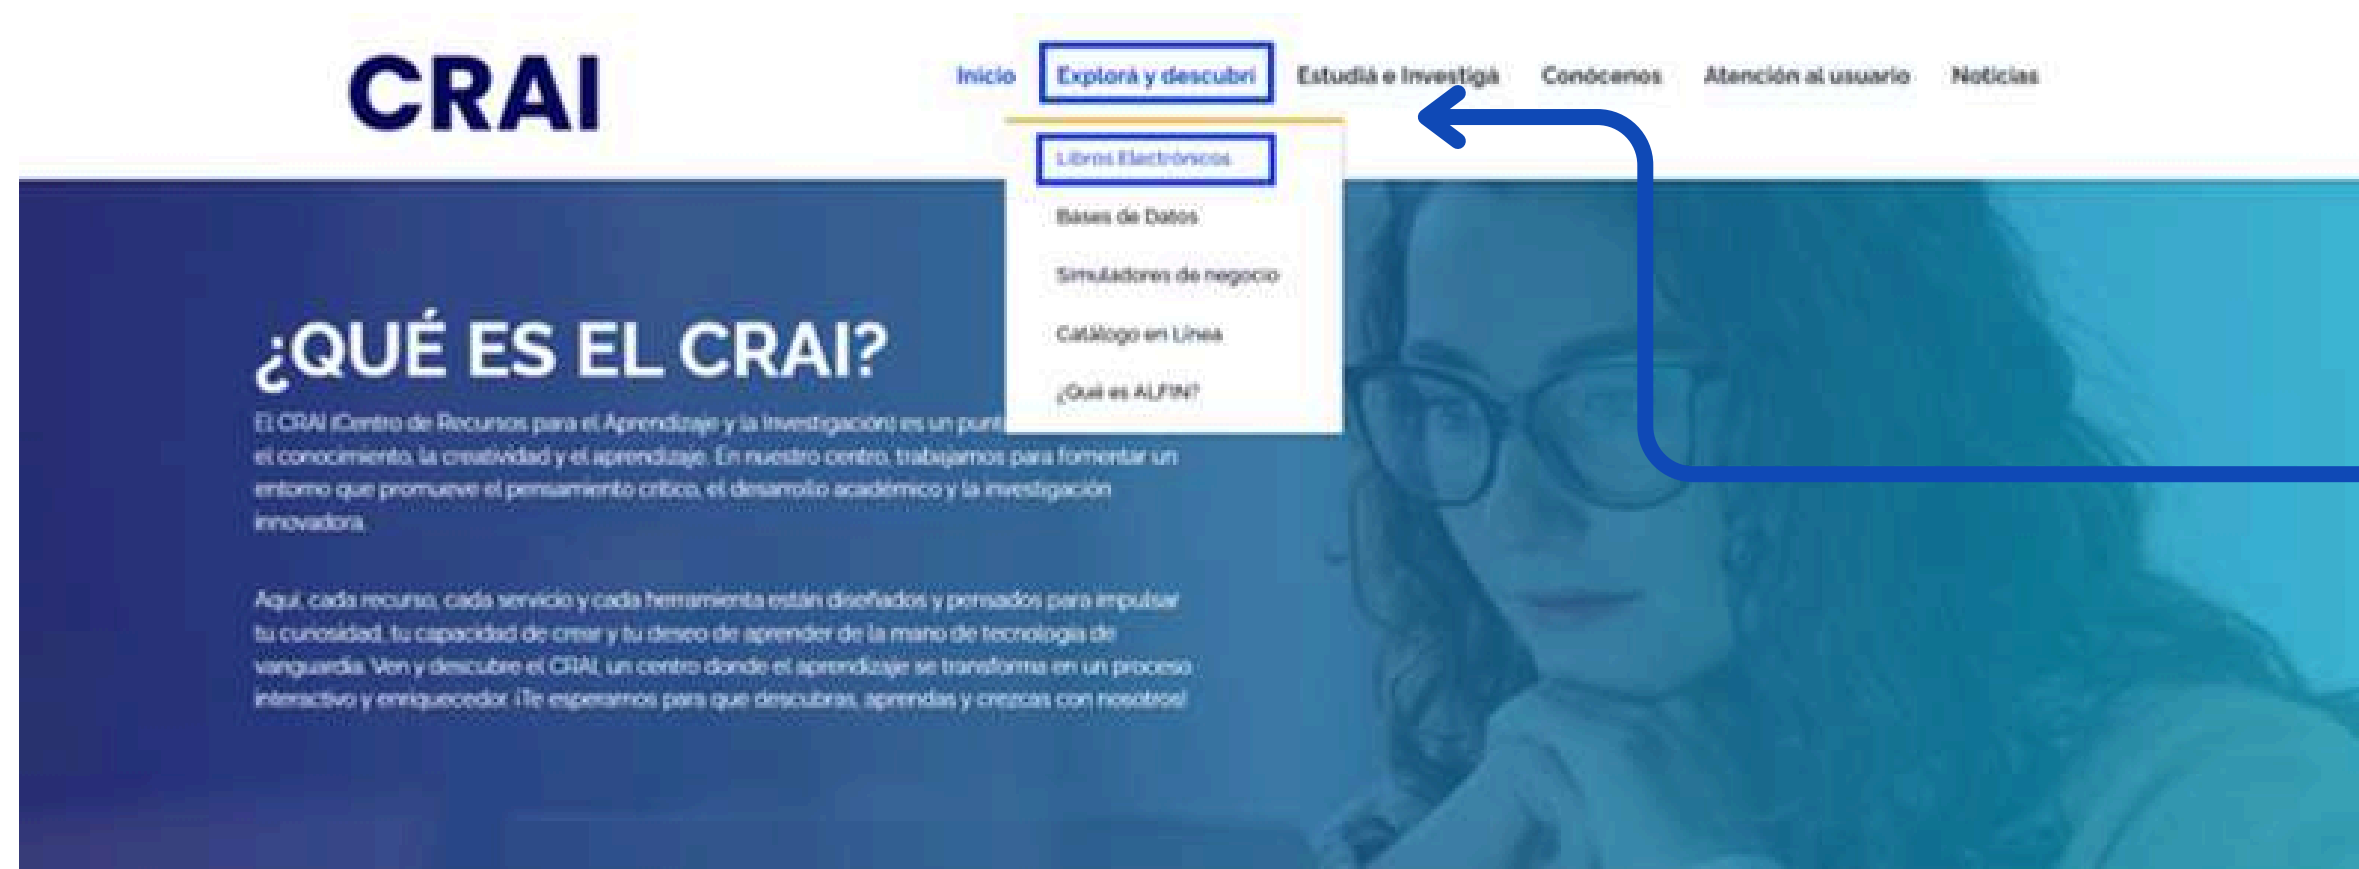 CRAI
Inicio Explorá y descubrí Estudiá e Investigá Conócenos Atención al usuario Noticias
Libros Electrónicos
Bases de Datos
Simuladores de negocio
Catálogo en Línea
¿Qué es ALFIN?
¿QUÉ ES EL CRAI?
El CRAI (Centro de Recursos para el Aprendizaje y la Investigación) es un punt
el conocimiento, la creatividad y el aprendizaje. En nuestro centro, trabajamos para fomentar un
entorno que promueve el pensamiento crítico, el desarrollo académico y la investigación
innovadora.
Aquí, cada recurso, cada servicio y cada herramienta están diseñados y pensados para impulsar
tu curiosidad, tu capacidad de crear y tu deseo de aprender de la mano de tecnología de
vanguardia. Ven y descubre el CRAI, un centro donde el aprendizaje se transforma en un proceso
interactivo y enriquecedor. ¡Te esperamos para que descubras, aprendas y crezcas con nosotros!